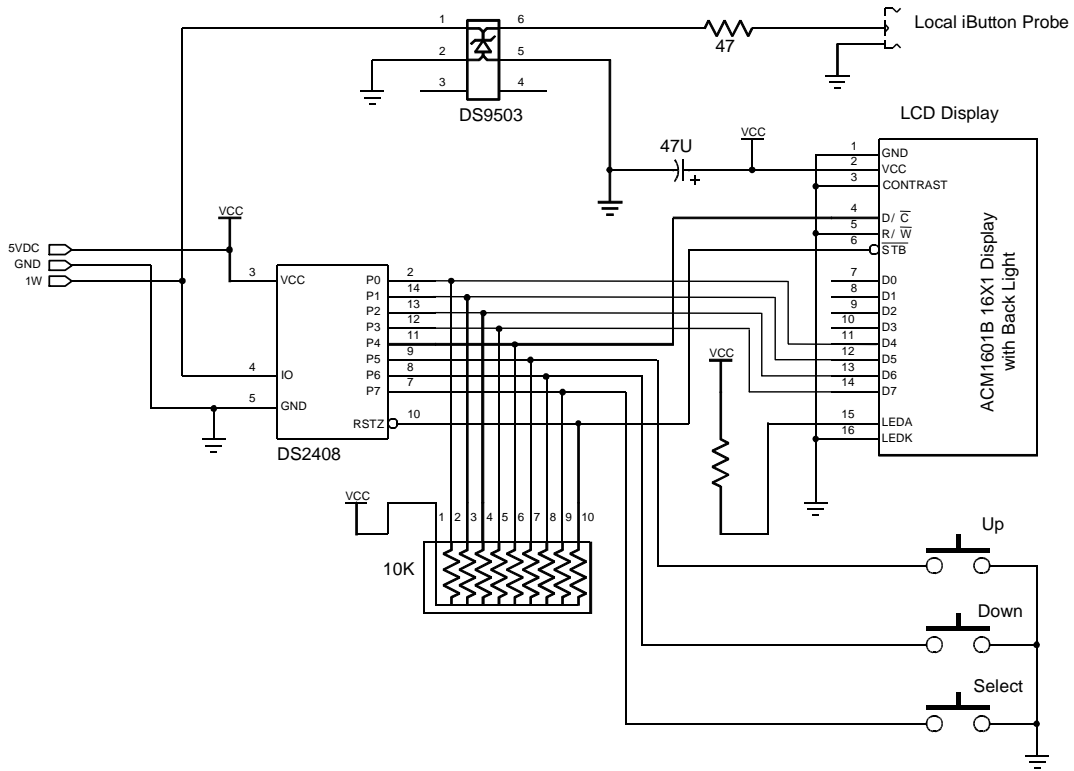 1
6
Local iButton Probe
47
2
5
3
4
DS9503
LCD Display
47U
VCC
+
1
GND
2
VCC
3
CONTRAST
4
D/ C
5
R/ W
6
STB
7
D0
8
D1
9
D2
10
D3
11
D4
12
D5
13
D6
14
D7
15
LEDA
16
LEDK
ACM1601B 16X1 Display
with Back Light
VCC
5VDC
GND
1W
3
VCC
4
IO
5
GND
P0
2
P1
14
P2
13
P3
12
P4
11
P5
9
P6
8
P7
7
RSTZ
10
DS2408
VCC
VCC
1 2 3 4 5 6 7 8 9 10
10K
Up
Down
Select